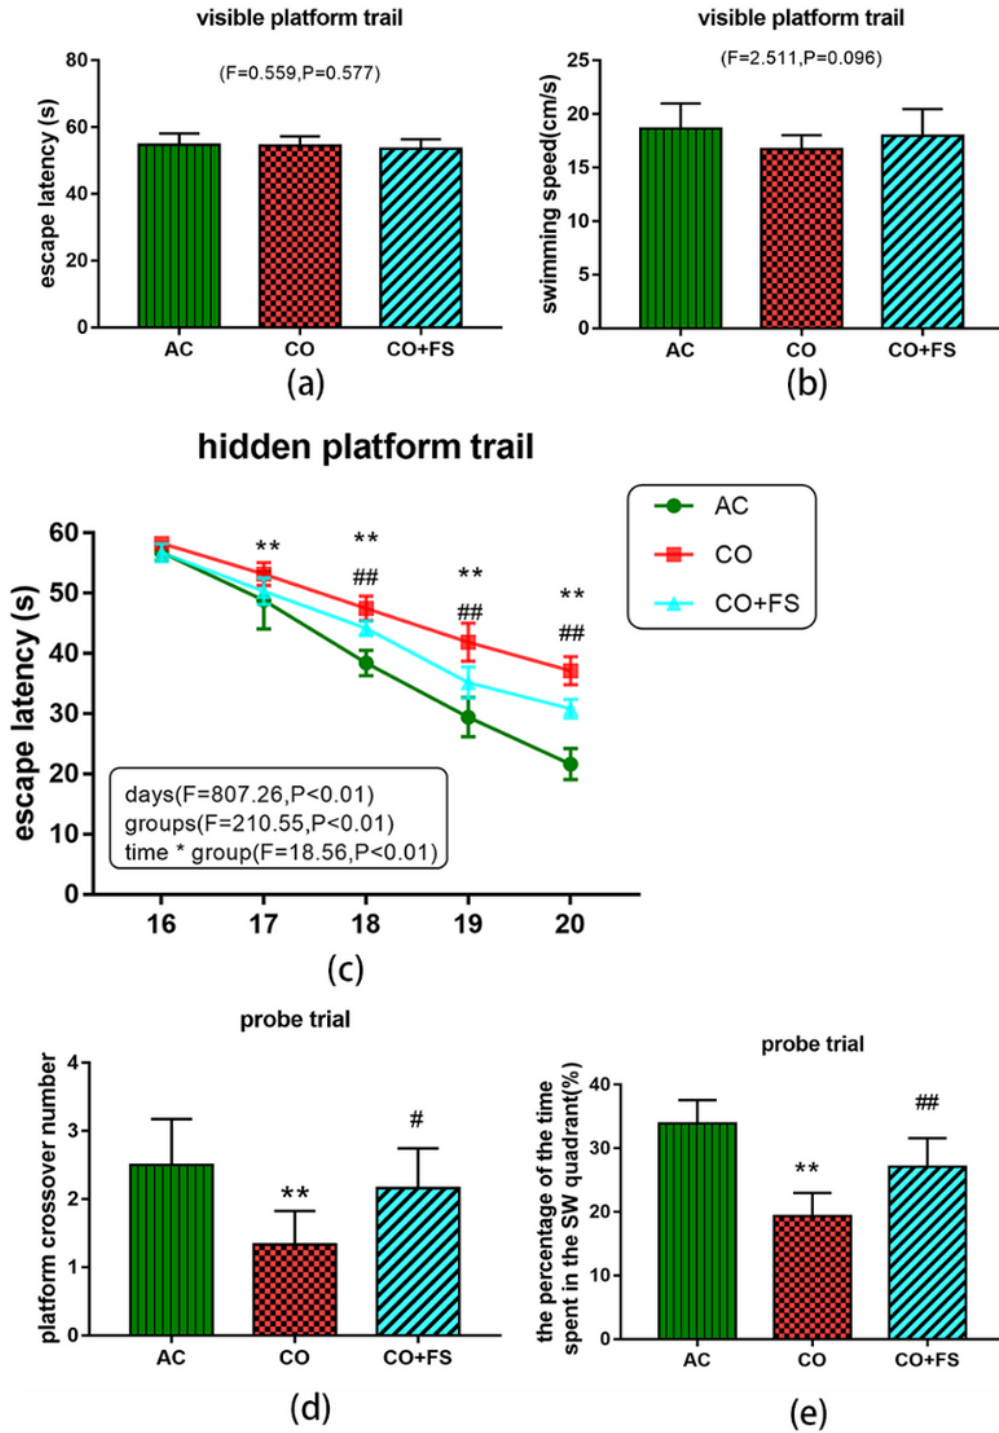 visible platform trail
(F=0.559,P=0.577)
escape latency (s)
80
60
40
20
0
AC CO CO+FS
(a)
visible platform trail
(F=2.511,P=0.096)
swimming speed(cm/s)
25
20
15
10
5
0
AC CO CO+FS
(b)
hidden platform trail
AC
CO
CO+FS
escape latency (s)
60
50
40
30
20
10
0
** ** ** **
## ## ##
days(F=807.26,P<0.01)
groups(F=210.55,P<0.01)
time * group(F=18.56,P<0.01)
16 17 18 19 20
(c)
probe trial
platform crossover number
4
3
2
1
0
**
#
AC CO CO+FS
(d)
probe trial
the percentage of the time
spent in the SW quadrant(%)
40
30
20
10
0
**
##
AC CO CO+FS
(e)